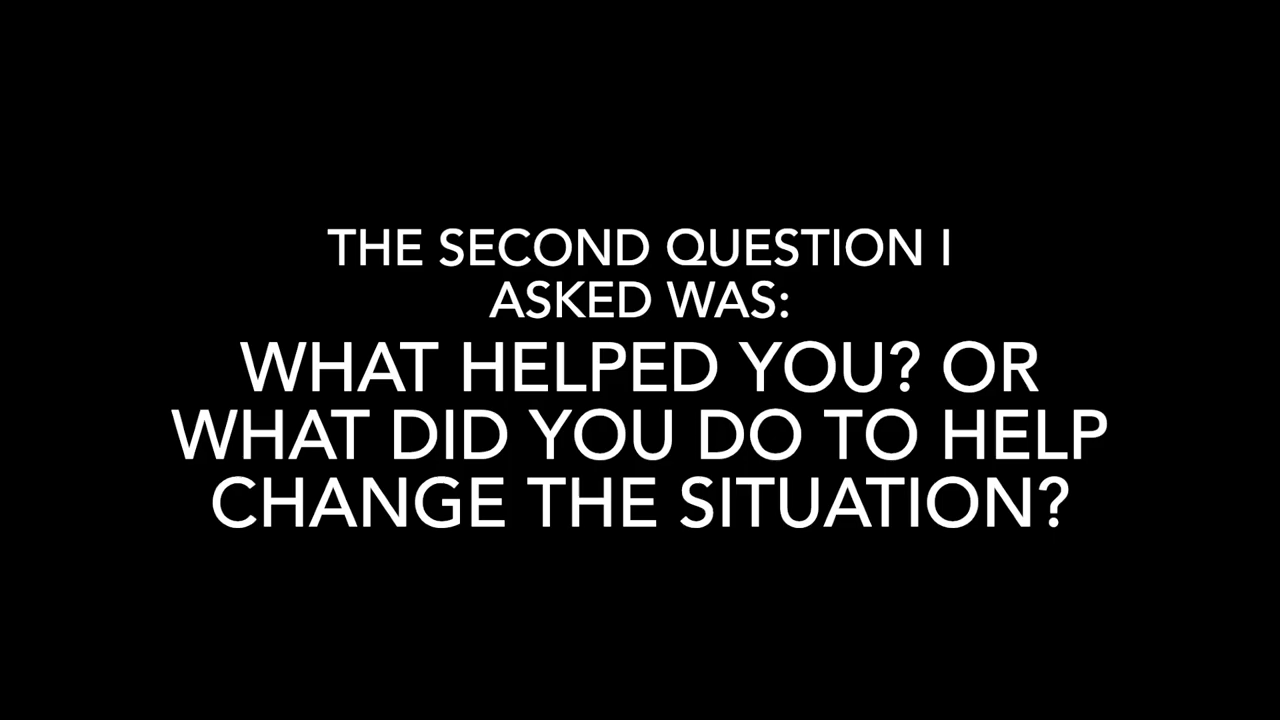 THE SECOND QUESTION I
ASKED WAS:
WHAT HELPED YOU? OR
WHAT DID YOU DO TO HELP
CHANGE THE SITUATION?